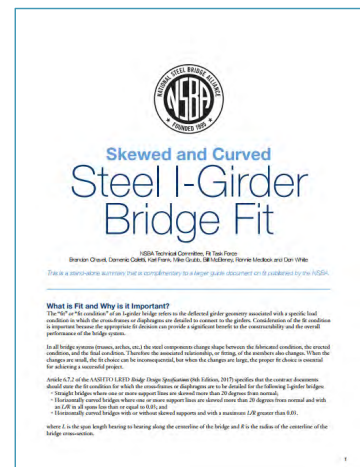 NATIONAL STEEL BRIDGE ALLIANCE
NSBA
FOUNDED 1995
Skewed and Curved
Steel I-Girder
Bridge Fit
NSBA Technical Committee, Fit Task Force
Brandon Chavel, Domenic Coletti, Karl Frank, Mike Grubb, Bill McEleney, Ronnie Medlock and Don White
This is a stand-alone summary that is complimentary to a larger guide document on fit published by the NSBA.
What is Fit and Why is it Important?
The "fit" or "fit condition" of an I-girder bridge refers to the deflected girder geometry associated with a specific load
condition in which the cross-frames or diaphragms are detailed to connect to the girders. Consideration of the fit condition
is important because the appropriate fit decision can provide a significant benefit to the constructability and the overall
performance of the bridge system.
In all bridge systems (trusses, arches, etc.) the steel components change shape between the fabricated condition, the erected
condition, and the final condition. Therefore the associated relationship, or fitting, of the members also changes. When the
changes are small, the fit choice can be inconsequential, but when the changes are large, the proper fit choice is essential
for achieving a successful project.
Article 6.7.2 of the AASHTO LRFD Bridge Design Specifications (8th Edition, 2017) specifies that the contract documents
should state the fit condition for which the cross-frames or diaphragms are to be detailed for the following I-girder bridges:
• Straight bridges where one or more support lines are skewed more than 20 degrees from normal;
• Horizontally curved bridges where one or more support lines are skewed more than 20 degrees from normal and with
an L/R in all spans less than or equal to 0.03; and
• Horizontally curved bridges with or without skewed supports and with a maximum L/R greater than 0.03.
where L is the span length bearing to bearing along the centerline of the bridge and R is the radius of the centerline of the
bridge cross-section.
1